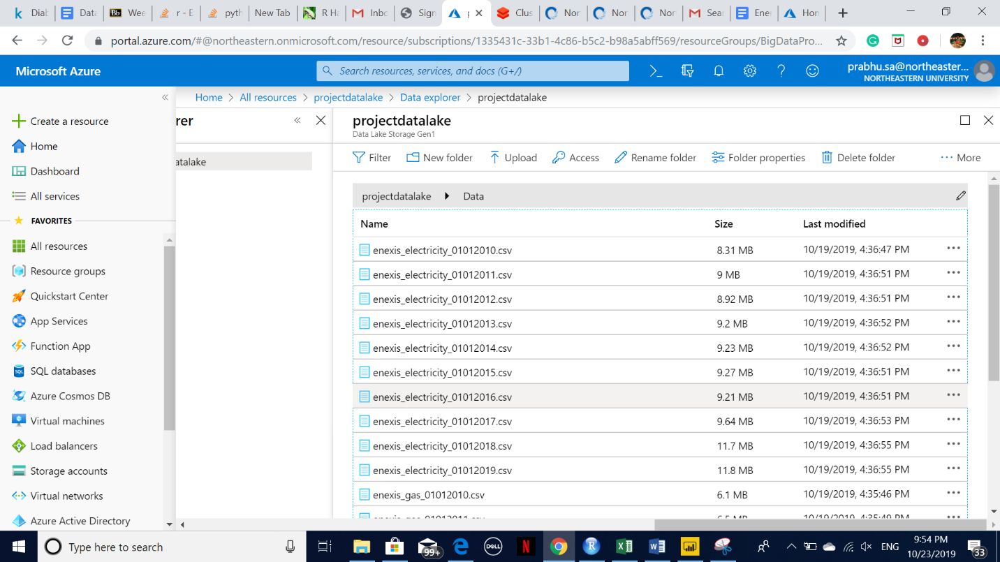 Diab
Data
Bb Wee
r - E
pyth
New Tab
R Ha
Inbc
Sign
Clus
Nor
Nor
Nor
Sear
Ener
Hon
portal.azure.com/#@northeastern.onmicrosoft.com/resource/subscriptions/1335431c-33b1-4c86-b5c2-b98a5abff569/resourceGroups/BigDataPro...
Microsoft Azure
Search resources, services, and docs (G+/)
prabhu.sa@northeaster...
NORTHEASTERN UNIVERSITY
Home > All resources > projectdatalake > Data explorer > projectdatalake
Create a resource
Home
Dashboard
All services
FAVORITES
All resources
Resource groups
Quickstart Center
App Services
Function App
SQL databases
Azure Cosmos DB
Virtual machines
Load balancers
Storage accounts
Virtual networks
Azure Active Directory
rer
atalake
projectdatalake
Data Lake Storage Gen1
Filter New folder Upload Access Rename folder Folder properties Delete folder More
projectdatalake Data
Name Size Last modified
enexis_electricity_01012010.csv 8.31 MB 10/19/2019, 4:36:47 PM
enexis_electricity_01012011.csv 9 MB 10/19/2019, 4:36:51 PM
enexis_electricity_01012012.csv 8.92 MB 10/19/2019, 4:36:51 PM
enexis_electricity_01012013.csv 9.2 MB 10/19/2019, 4:36:52 PM
enexis_electricity_01012014.csv 9.23 MB 10/19/2019, 4:36:52 PM
enexis_electricity_01012015.csv 9.27 MB 10/19/2019, 4:36:51 PM
enexis_electricity_01012016.csv 9.21 MB 10/19/2019, 4:36:51 PM
enexis_electricity_01012017.csv 9.64 MB 10/19/2019, 4:36:53 PM
enexis_electricity_01012018.csv 11.7 MB 10/19/2019, 4:36:55 PM
enexis_electricity_01012019.csv 11.8 MB 10/19/2019, 4:36:55 PM
enexis_gas_01012010.csv 6.1 MB 10/19/2019, 4:35:46 PM
Type here to search
99+
DELL
ENG
9:54 PM
10/23/2019
33